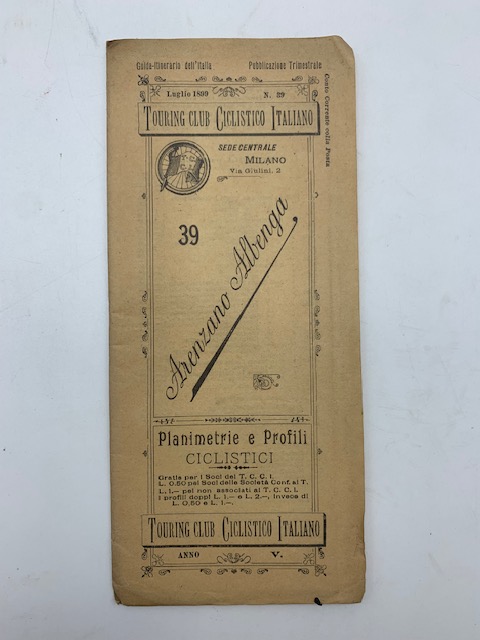 Guida-Itinerario dell'Italia Pubblicazione Trimestrale
Luglio 1899 N. 39
Conto Corrente colla Posta
TOURING CLUB CICLISTICO ITALIANO
T.C.
C.I.
SEDE CENTRALE
MILANO
Via Giulini, 2
39
Arenzano Albenga
Planimetrie e Profili
CICLISTICI
Gratis per i Soci del T. C. C. I.
L. 0,50 pei Soci delle Società Conf. al T.
L. 1.— pei non associati al T. C. C. I.
I profili doppi L. 1.— e L. 2.—, invece di
L. 0,50 e L. 1.—.
TOURING CLUB CICLISTICO ITALIANO
ANNO V.